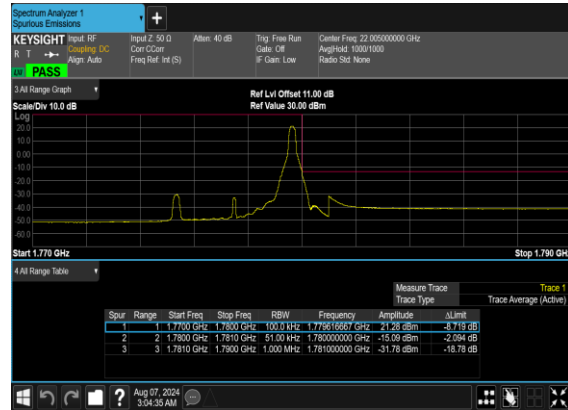 Spectrum Analyzer 1
Spurious Emissions
KEYSIGHT Input: RF Input Z: 50 Ω Atten: 40 dB Trig: Free Run Center Freq: 22.005000000 GHz
R T Coupling: DC Corr CCorr Gate: Off Avg|Hold: 1000/1000
Align: Auto Freq Ref: Int (S) IF Gain: Low Radio Std: None
PASS
3 All Range Graph
Ref Lvl Offset 11.00 dB
Scale/Div 10.0 dB Ref Value 30.00 dBm
Log
20.0
10.0
0.00
-10.0
-20.0
-30.0
-40.0
-50.0
-60.0
Start 1.770 GHz Stop 1.790 GHz
4 All Range Table
Measure Trace Trace 1
Trace Type Trace Average (Active)
Spur Range Start Freq Stop Freq RBW Frequency Amplitude ΔLimit
1 1 1.7700 GHz 1.7800 GHz 100.0 kHz 1.779616667 GHz 21.28 dBm -8.719 dB
2 2 1.7800 GHz 1.7810 GHz 51.00 kHz 1.780000000 GHz -15.09 dBm -2.094 dB
3 3 1.7810 GHz 1.7900 GHz 1.000 MHz 1.781000000 GHz -31.78 dBm -18.78 dB
? Aug 07, 2024
3:04:35 AM